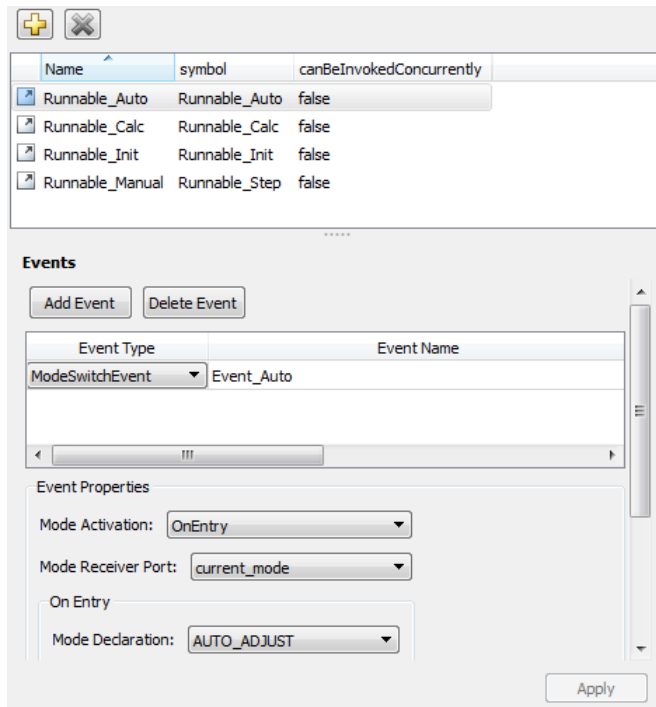 Name symbol canBeInvokedConcurrently
Runnable_Auto Runnable_Auto false
Runnable_Calc Runnable_Calc false
Runnable_Init Runnable_Init false
Runnable_Manual Runnable_Step false
Events
Add Event Delete Event
Event Type Event Name
ModeSwitchEvent Event_Auto
Event Properties
Mode Activation: OnEntry
Mode Receiver Port: current_mode
On Entry
Mode Declaration: AUTO_ADJUST
Apply